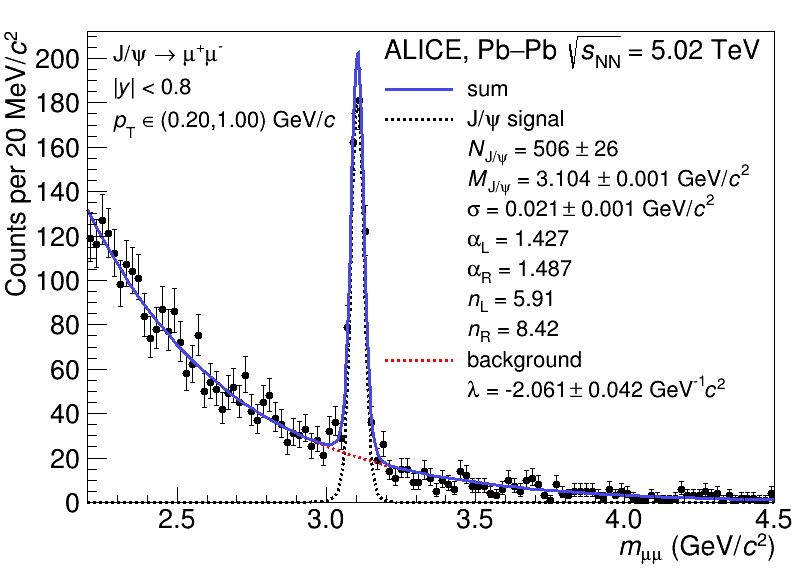 J/ψ → μ⁺μ⁻
|y| < 0.8
p_T ∈ (0.20,1.00) GeV/c
ALICE, Pb–Pb √s_NN = 5.02 TeV
sum
J/ψ signal
N_J/ψ = 506 ± 26
M_J/ψ = 3.104 ± 0.001 GeV/c²
σ = 0.021 ± 0.001 GeV/c²
α_L = 1.427
α_R = 1.487
n_L = 5.91
n_R = 8.42
background
λ = -2.061 ± 0.042 GeV⁻¹c²
Counts per 20 MeV/c²
200
180
160
140
120
100
80
60
40
20
0
2.5 3.0 3.5 4.0 4.5
m_μμ (GeV/c²)